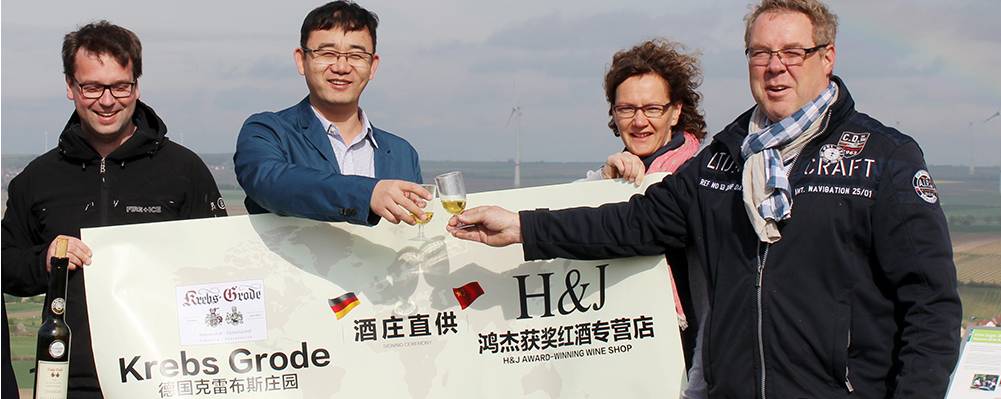 FIRE+ICE
C.D.
LTD
CRAFT
INT. NAVIGATION 25/01
Krebs-Grode
Krebs Grode
德国克雷布斯庄园
酒庄直供
SIGNING CEREMONY
H&J
鸿杰获奖红酒专营店
H&J AWARD-WINNING WINE SHOP